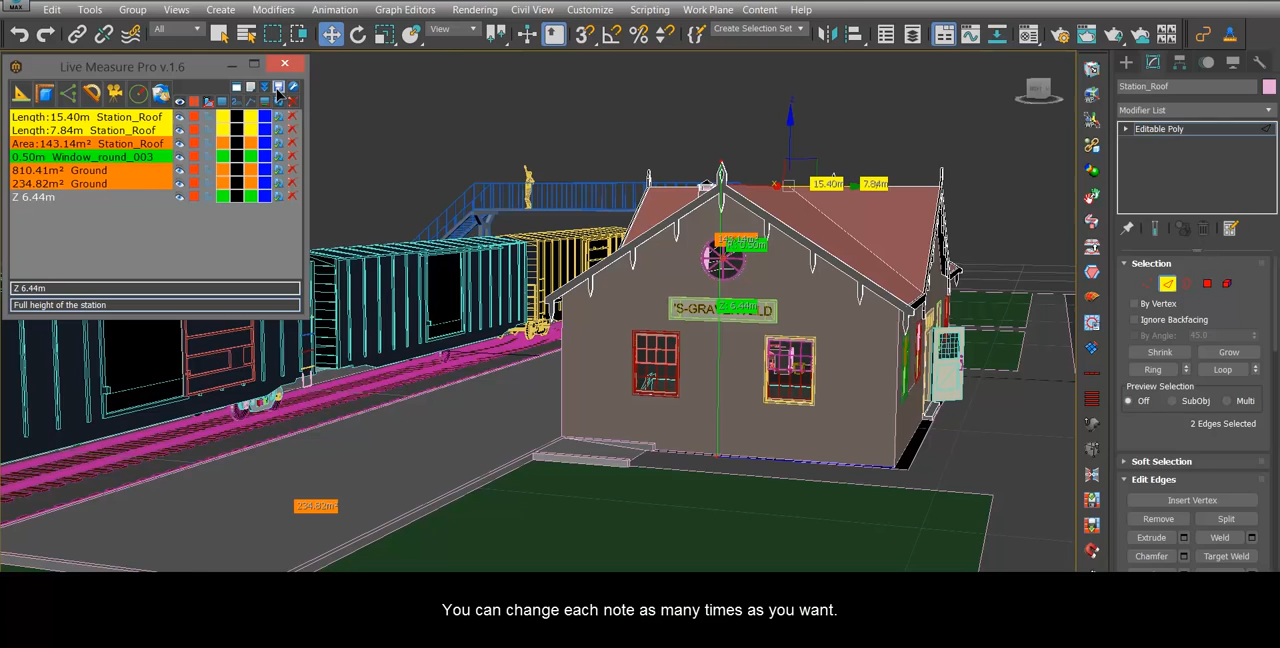 MAX
Edit Tools Group Views Create Modifiers Animation Graph Editors Rendering Civil View Customize Scripting Work Plane Content Help
All View Create Selection Set
Live Measure Pro v.1.6
Length:15.40m Station_Roof
Length:7.84m Station_Roof
Area:143.14m² Station_Roof
0.50m Window_round_003
810.41m² Ground
234.82m² Ground
Z 6.44m
Z 6.44m
Full height of the station
z
x
15.40m
7.84m
Z: 6.44m
234.82m²
Station_Roof
Modifier List
Editable Poly
Selection
By Vertex
Ignore Backfacing
By Angle: 45.0
Shrink Grow
Ring Loop
Preview Selection
Off SubObj Multi
2 Edges Selected
Soft Selection
Edit Edges
Insert Vertex
Remove Split
Extrude Weld
Chamfer Target Weld
You can change each note as many times as you want.